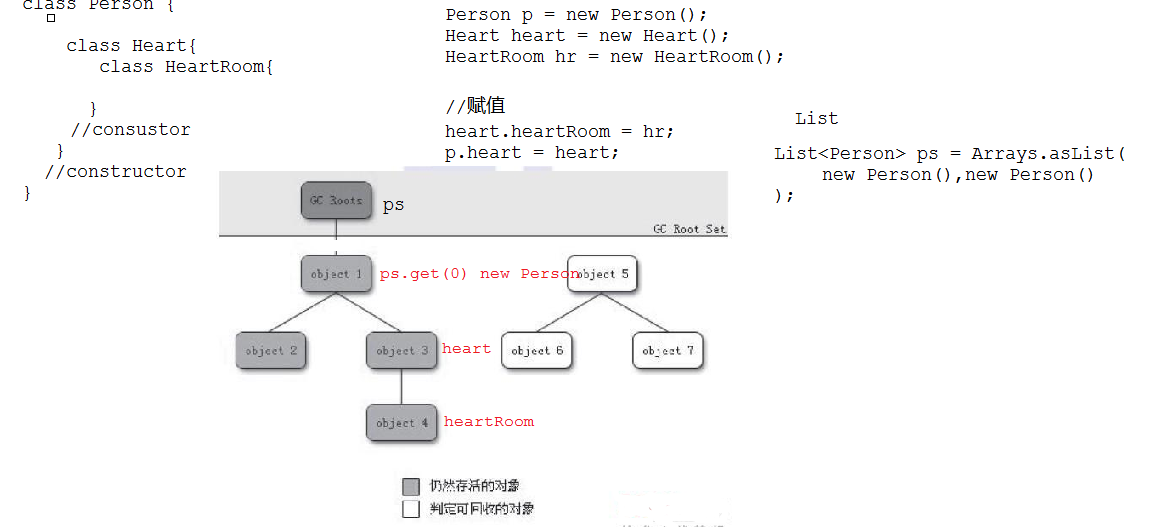 class Person {
class Heart{
class HeartRoom{
}
//consustor
}
//constructor
}
Person p = new Person();
Heart heart = new Heart();
HeartRoom hr = new HeartRoom();
//赋值
heart.heartRoom = hr;
p.heart = heart;
List
List<Person> ps = Arrays.asList(
new Person(),new Person()
);
GC Roots
ps
GC Root Set
object 1
ps.get(0) new Person
object 5
object 2
object 3
heart
object 6
object 7
object 4
heartRoom
仍然存活的对象
判定可回收的对象